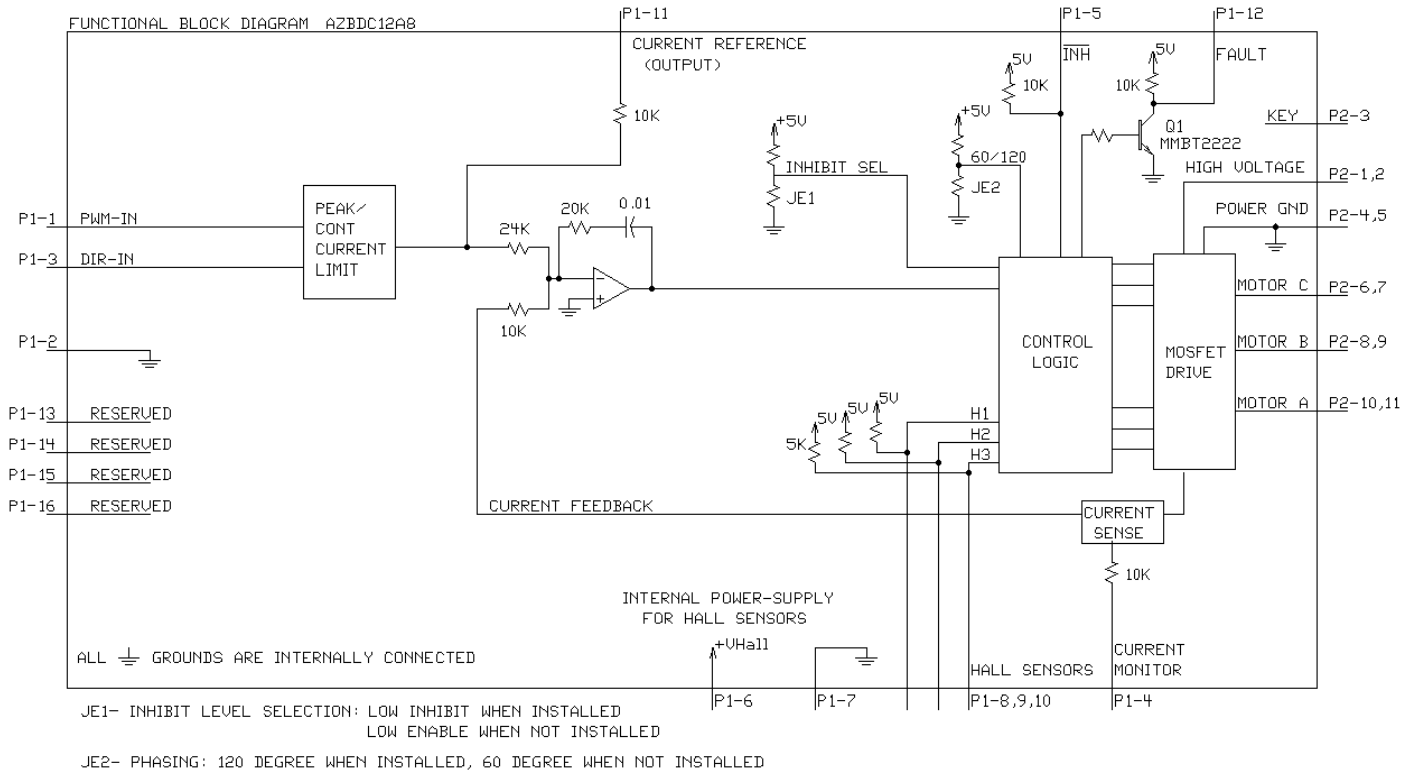 FUNCTIONAL BLOCK DIAGRAM AZBDC12A8
P1-11
P1-5
P1-12
CURRENT REFERENCE
(OUTPUT)
INH
5V
FAULT
5V
10K
10K
10K
KEY
P2-3
+5V
+5V
Q1
MMBT2222
INHIBIT SEL
60/120
HIGH VOLTAGE
P2-1,2
JE1
JE2
P1-1
PWM-IN
PEAK/
CONT
CURRENT
LIMIT
20K
0.01
24K
POWER GND
P2-4,5
P1-3
DIR-IN
-
+
10K
MOTOR C
P2-6,7
P1-2
CONTROL
LOGIC
MOSFET
DRIVE
MOTOR B
P2-8,9
MOTOR A
P2-10,11
P1-13
RESERVED
P1-14
RESERVED
P1-15
RESERVED
P1-16
RESERVED
5V
5V
5V
5K
H1
H2
H3
CURRENT FEEDBACK
CURRENT
SENSE
10K
INTERNAL POWER-SUPPLY
FOR HALL SENSORS
+VHall
ALL GROUNDS ARE INTERNALLY CONNECTED
HALL SENSORS
CURRENT
MONITOR
P1-6
P1-7
P1-8,9,10
P1-4
JE1- INHIBIT LEVEL SELECTION: LOW INHIBIT WHEN INSTALLED
LOW ENABLE WHEN NOT INSTALLED
JE2- PHASING: 120 DEGREE WHEN INSTALLED, 60 DEGREE WHEN NOT INSTALLED